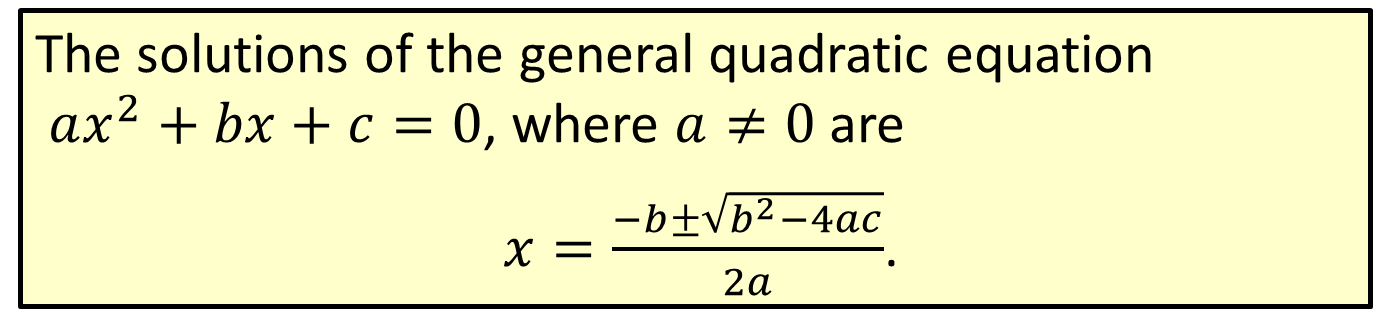 The solutions of the general quadratic equation
𝑎𝑥² + 𝑏𝑥 + 𝑐 = 0, where 𝑎 ≠ 0 are
𝑥 = (−𝑏±√(𝑏²−4𝑎𝑐))/(2𝑎).